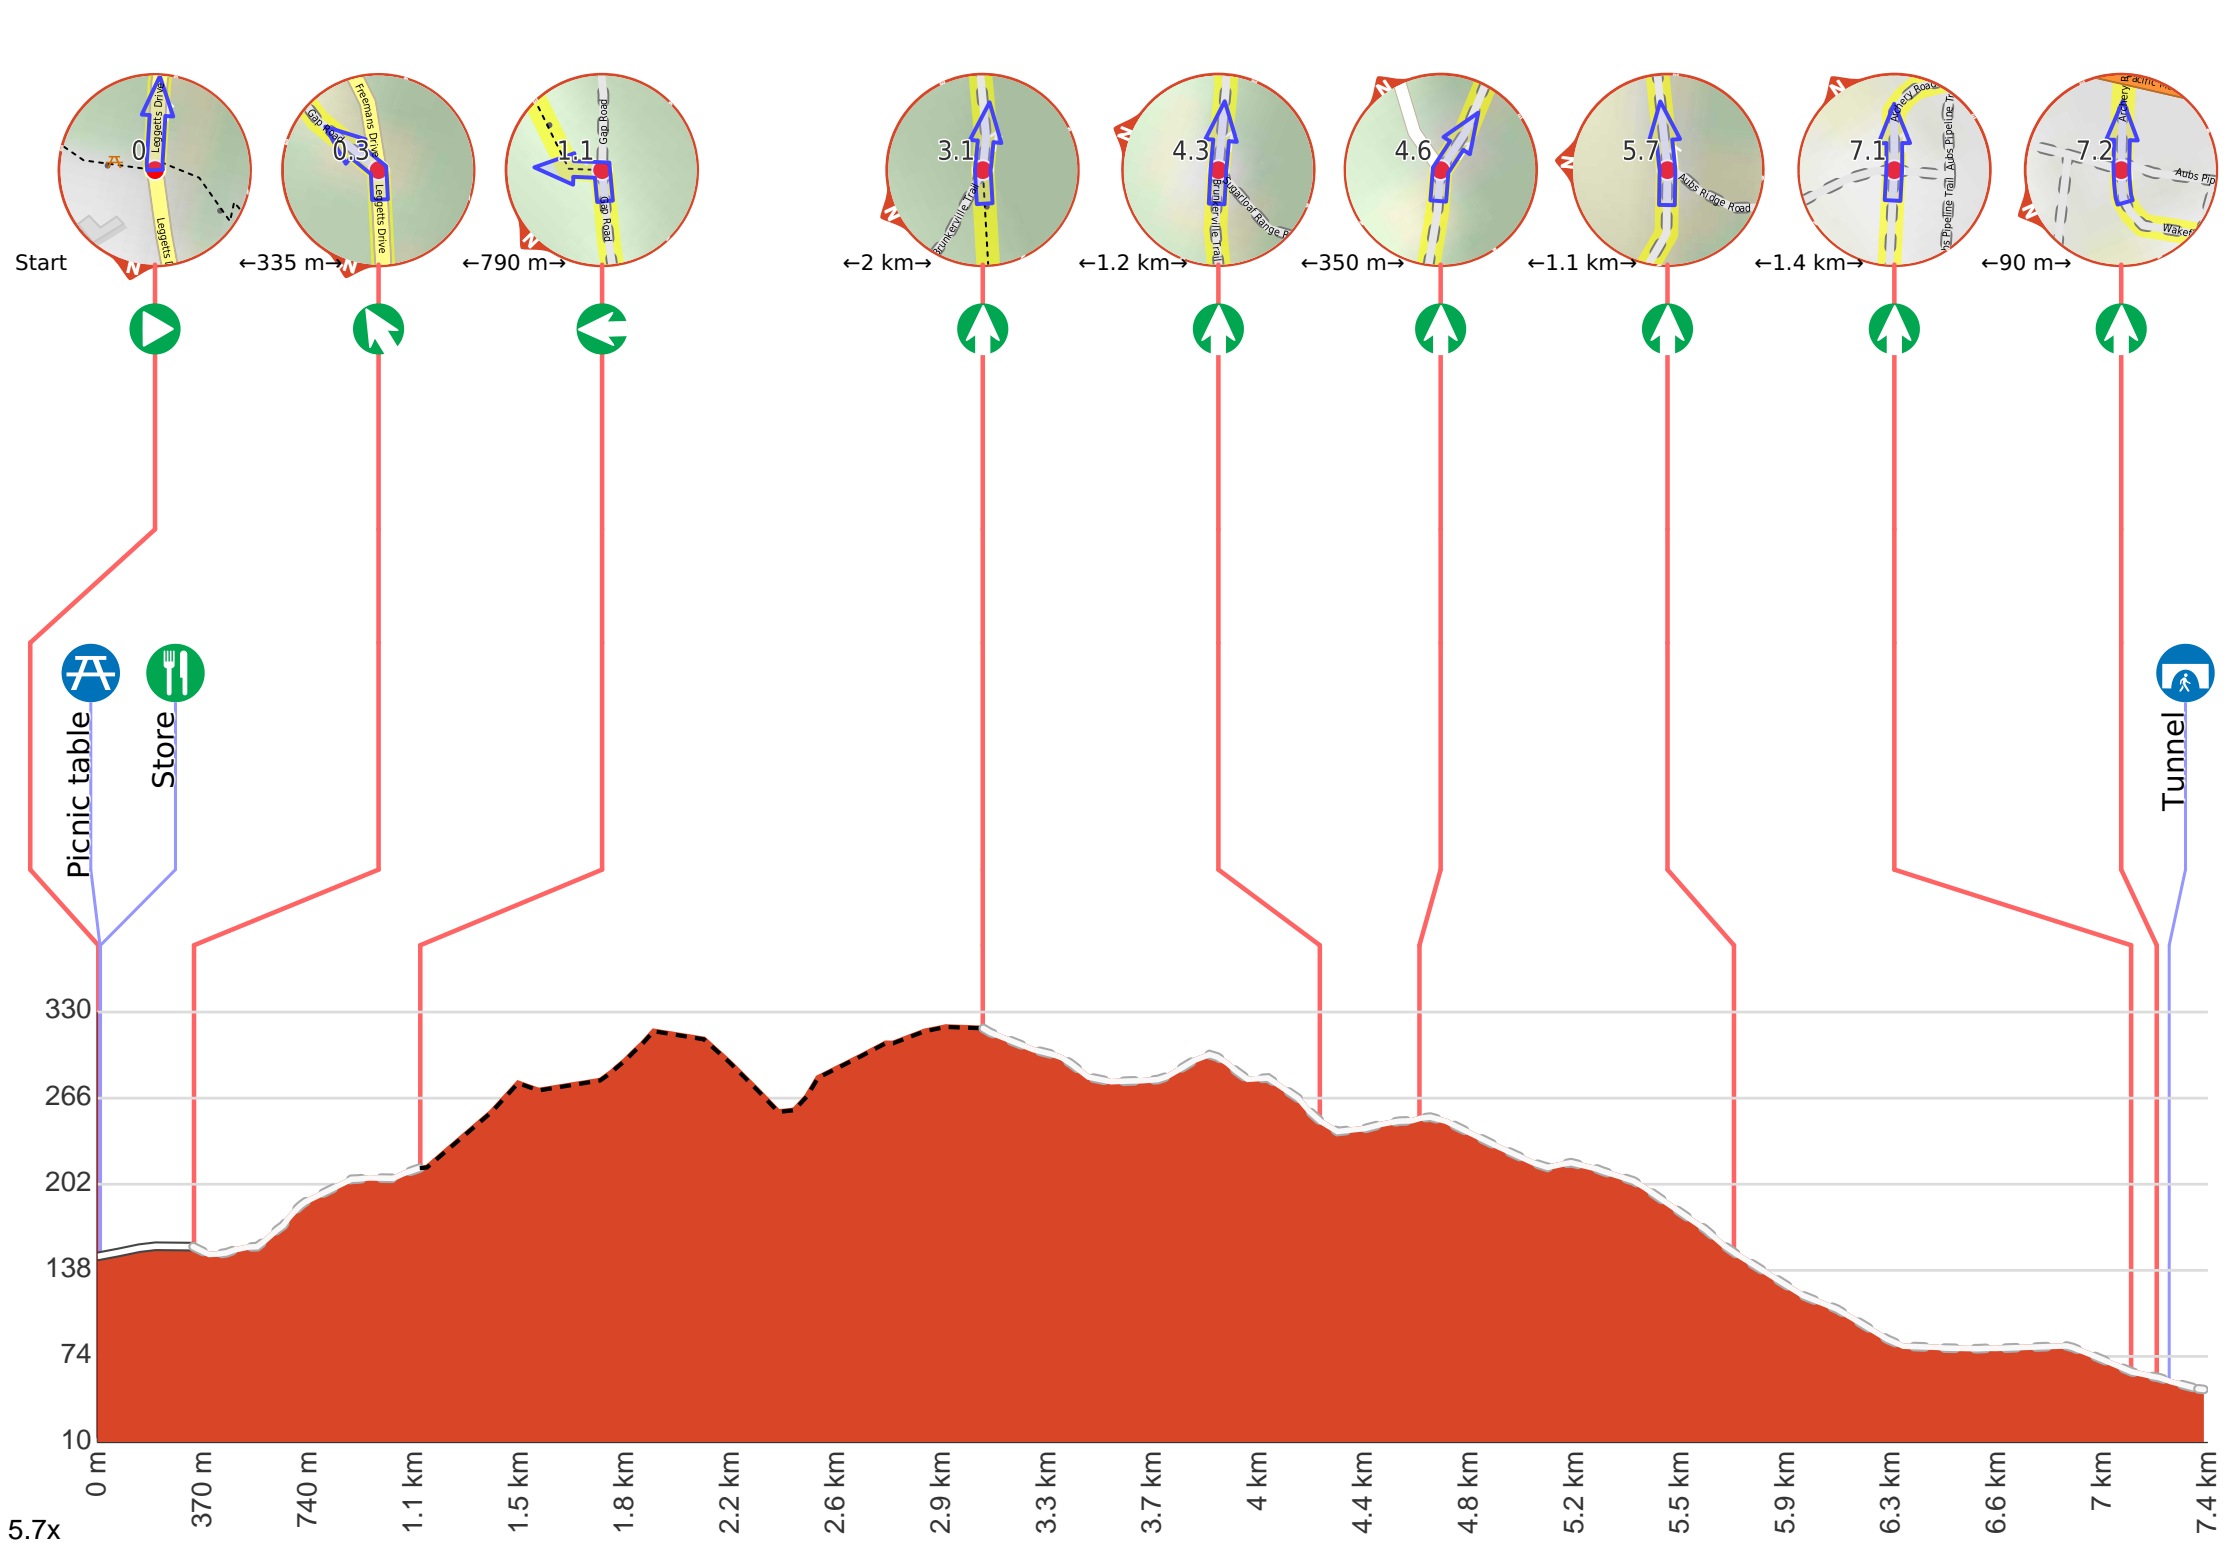 0
Leggetts Drive
N
0.3
Gap Road
Freemans Drive
Leggetts Drive
N
1.1
Gap Road
Gap Road
N
3.1
Brunkerville Trail
N
4.3
Brunkerville Trail
Sugarloaf Range
N
4.6
N
5.7
Aubs Ridge Road
N
7.1
Archery Road
Aubs Pipeline
Pipeline Trail
N
7.2
Archery
Aubs Pip
Wakef
N
Start
←335 m→
←790 m→
←2 km→
←1.2 km→
←350 m→
←1.1 km→
←1.4 km→
←90 m→
Picnic table
Store
Tunnel
330
266
202
138
74
10
0 m
370 m
740 m
1.1 km
1.5 km
1.8 km
2.2 km
2.6 km
2.9 km
3.3 km
3.7 km
4 km
4.4 km
4.8 km
5.2 km
5.5 km
5.9 km
6.3 km
6.6 km
7 km
7.4 km
5.7x